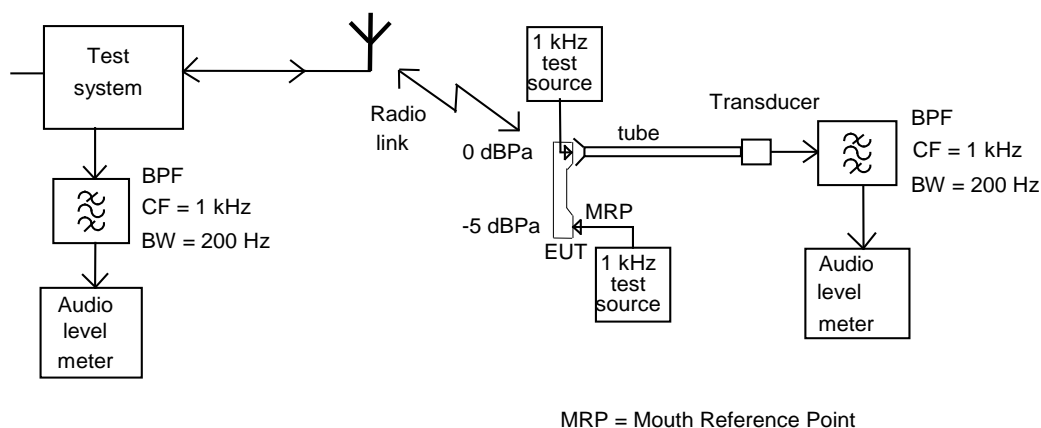 Test
system
BPF
CF = 1 kHz
BW = 200 Hz
Audio
level
meter
Radio
link
1 kHz
test
source
0 dBPa
tube
Transducer
BPF
CF = 1 kHz
BW = 200 Hz
-5 dBPa
MRP
EUT
1 kHz
test
source
Audio
level
meter
MRP = Mouth Reference Point